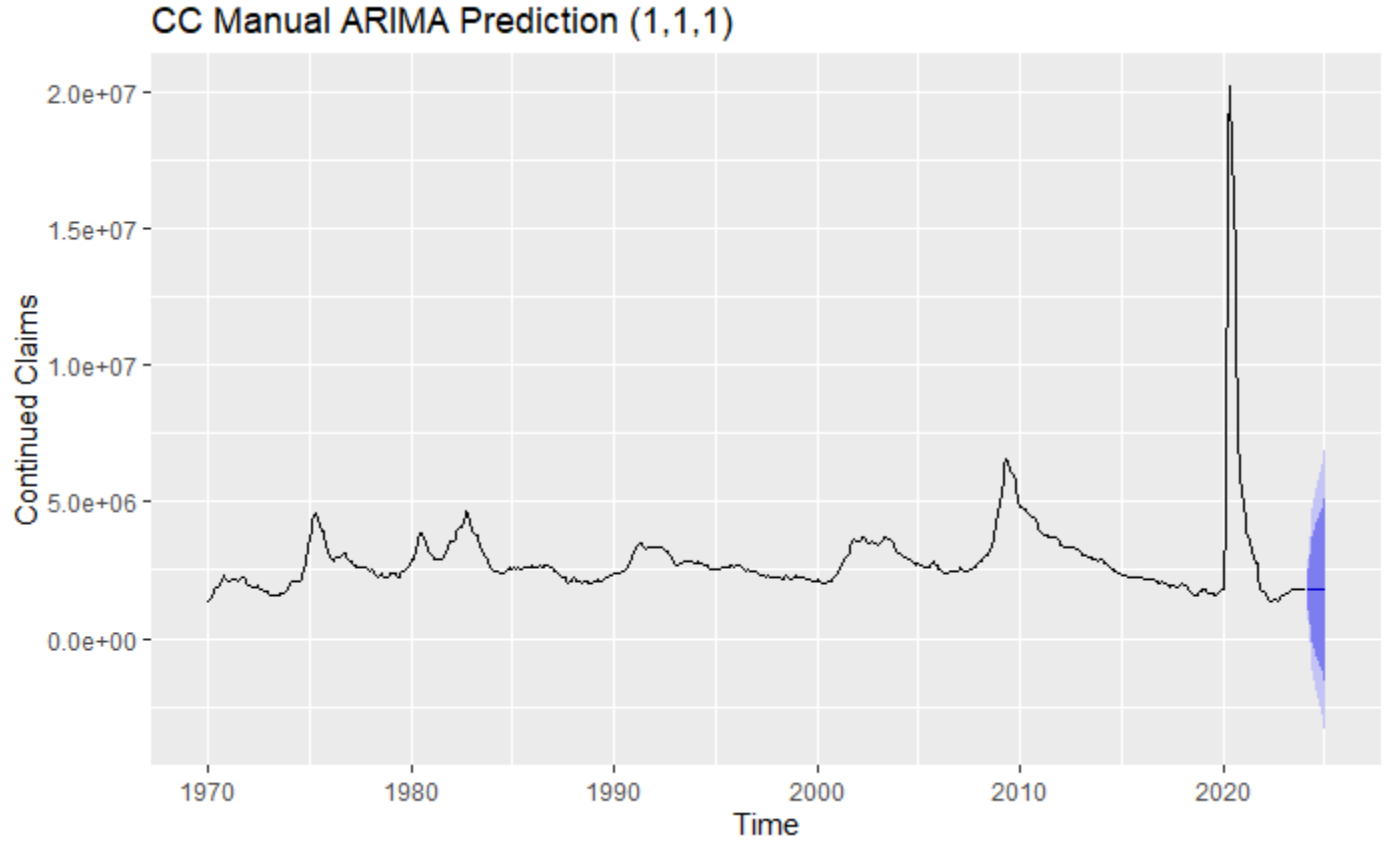 CC Manual ARIMA Prediction (1,1,1)
2.0e+07
1.5e+07
1.0e+07
5.0e+06
0.0e+00
Continued Claims
1970 1980 1990 2000 2010 2020
Time